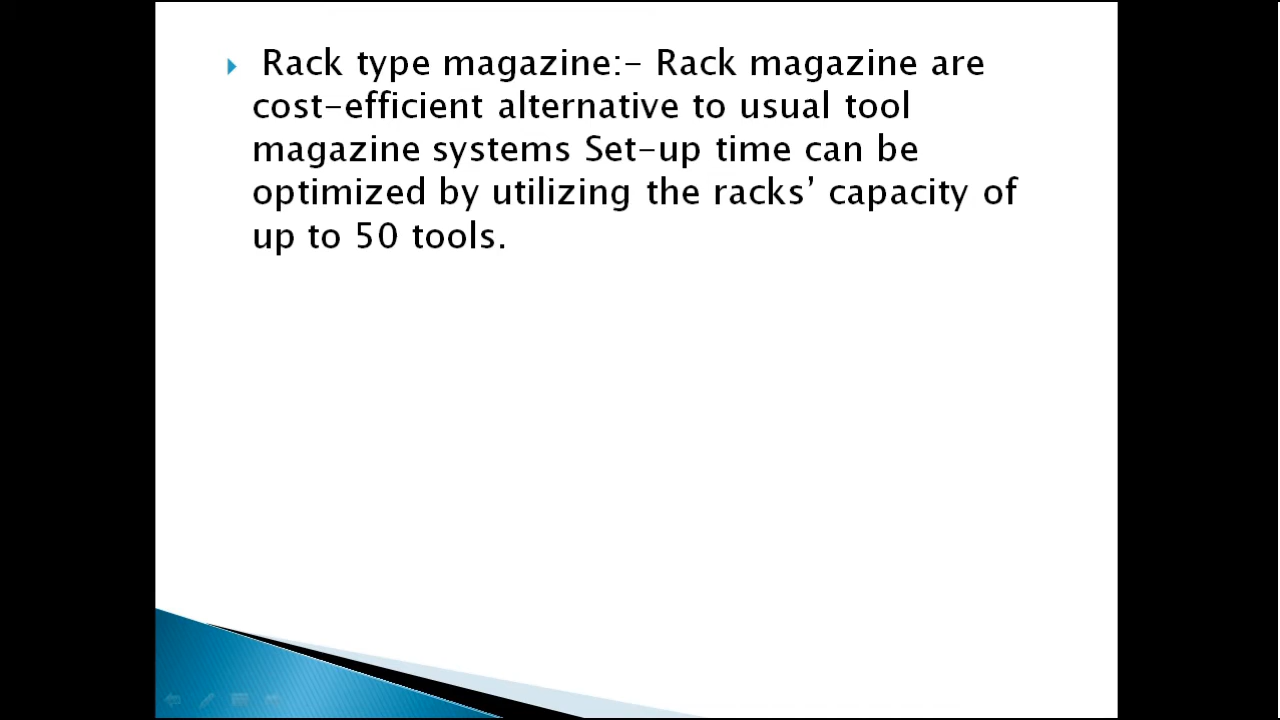 Rack type magazine:- Rack magazine are
cost-efficient alternative to usual tool
magazine systems Set-up time can be
optimized by utilizing the racks’ capacity of
up to 50 tools.